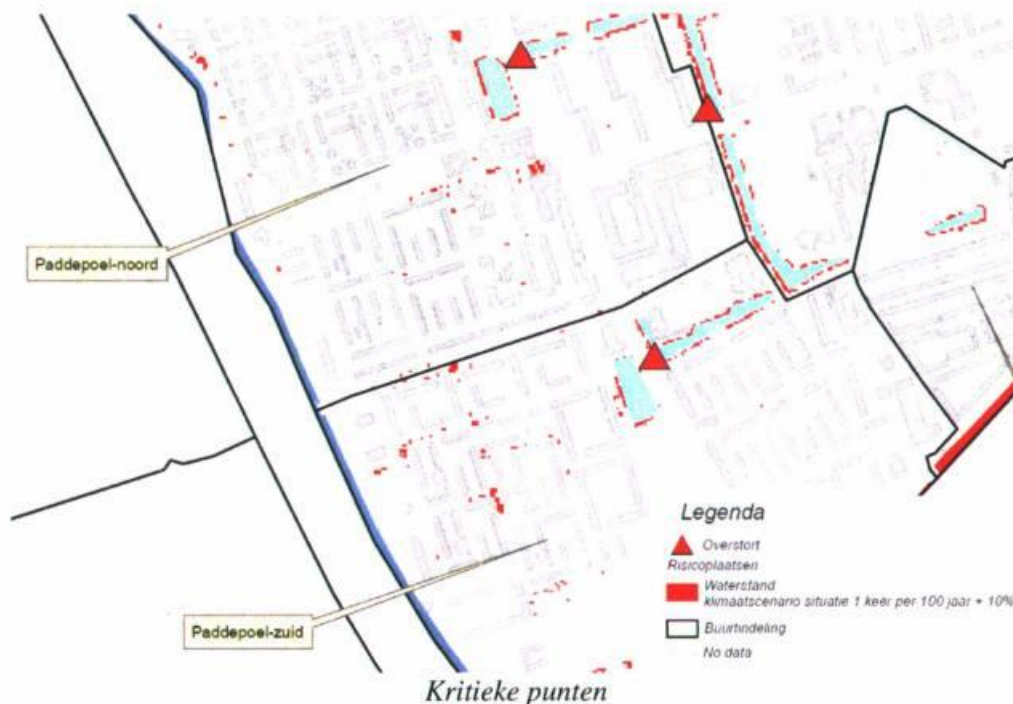 Paddepoel-noord
Paddepoel-zuid
Legenda
Overstort
Risicoplaatsen
Waterstand
klimaatscenario situatie 1 keer per 100 jaar + 10%
Buurtindeling
No data
Kritieke punten